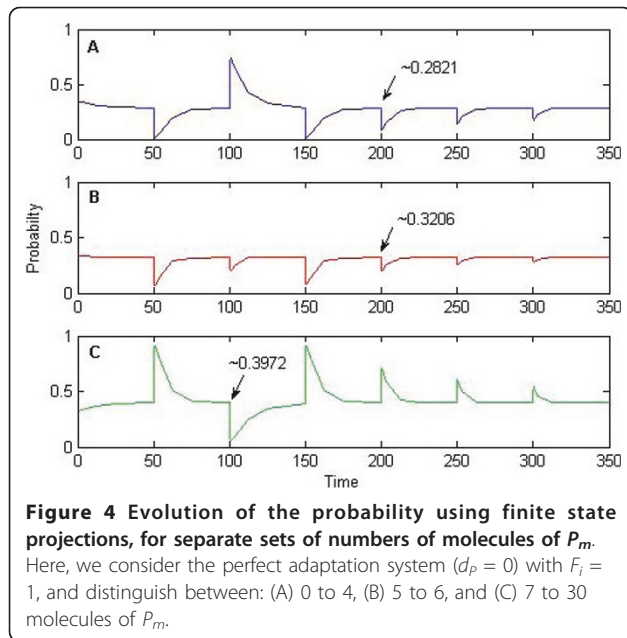 1
A
~0.2821
0.5
0
0 50 100 150 200 250 300 350
1
B
~0.3206
Probabilty
0.5
0
0 50 100 150 200 250 300 350
1
C
~0.3972
0.5
0
0 50 100 150 200 250 300 350
Time
Figure 4 Evolution of the probability using finite state
projections, for separate sets of numbers of molecules of Pm.
Here, we consider the perfect adaptation system (dP = 0) with Fi =
1, and distinguish between: (A) 0 to 4, (B) 5 to 6, and (C) 7 to 30
molecules of Pm.